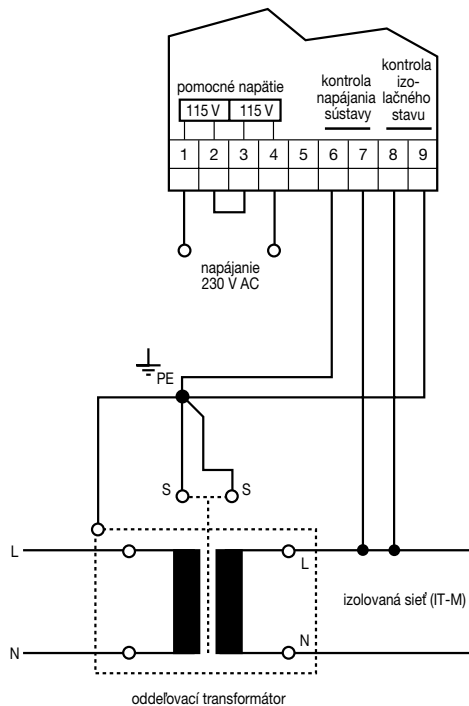 pomocné napätie
115 V 115 V
kontrola
napájania
sústavy
kontrola
izo-
lačného
stavu
1 2 3 4 5 6 7 8 9
napájanie
230 V AC
PE
S S
L L
izolovaná sieť (IT-M)
N N
oddeľovací transformátor